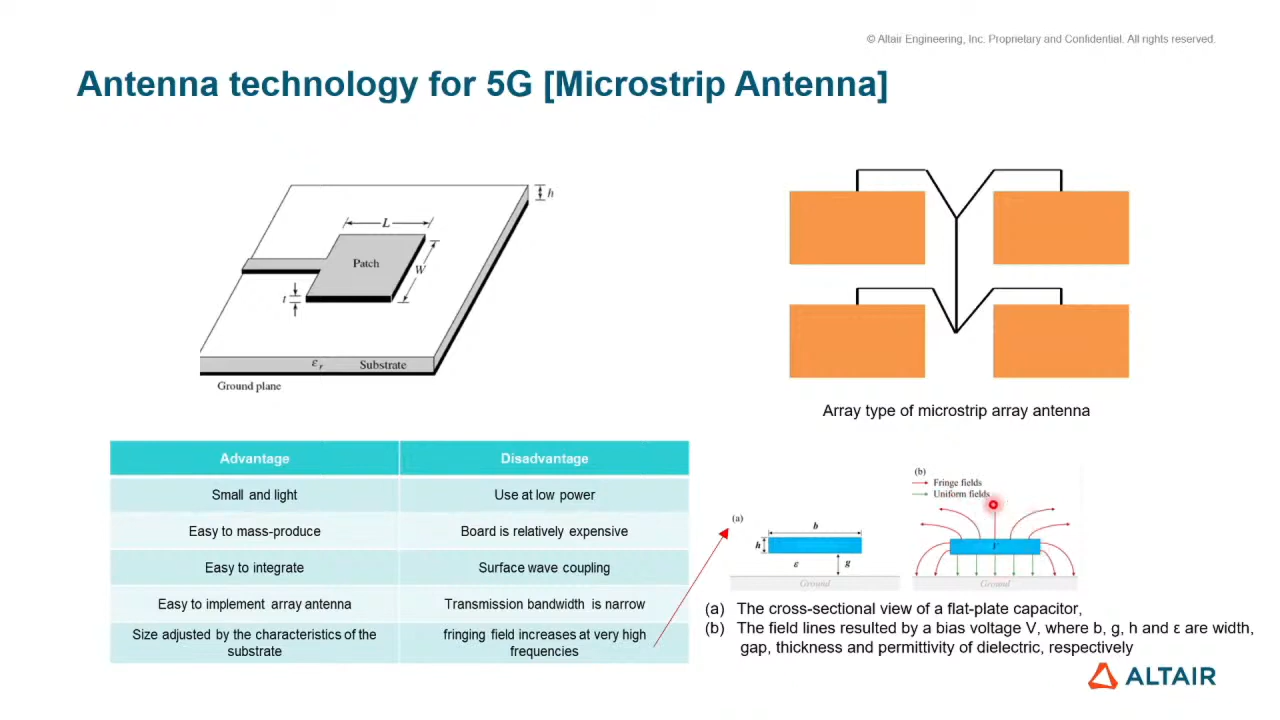 © Altair Engineering, Inc. Proprietary and Confidential. All rights reserved.
Antenna technology for 5G [Microstrip Antenna]
h
L
Patch
W
t
εr
Substrate
Ground plane
Array type of microstrip array antenna
Advantage Disadvantage
Small and light Use at low power
Easy to mass-produce Board is relatively expensive
Easy to integrate Surface wave coupling
Easy to implement array antenna Transmission bandwidth is narrow
Size adjusted by the characteristics of the
substrate
fringing field increases at very high
frequencies
(a)
b
h
ε
g
Ground
(b)
Fringe fields
Uniform fields
V
Ground
(a) The cross-sectional view of a flat-plate capacitor,
(b) The field lines resulted by a bias voltage V, where b, g, h and ε are width,
gap, thickness and permittivity of dielectric, respectively
ALTAIR